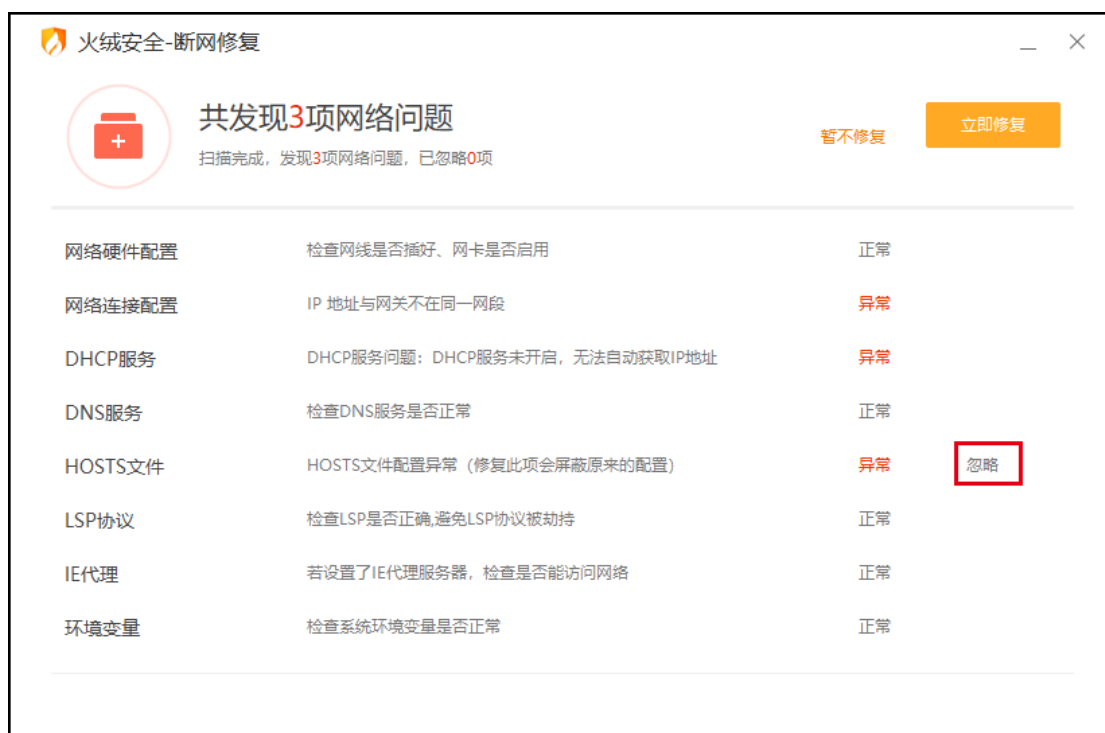 火绒安全-断网修复
共发现3项网络问题
扫描完成，发现3项网络问题，已忽略0项
暂不修复
立即修复
网络硬件配置 检查网线是否插好、网卡是否启用 正常
网络连接配置 IP 地址与网关不在同一网段 异常
DHCP服务 DHCP服务问题：DHCP服务未开启，无法自动获取IP地址 异常
DNS服务 检查DNS服务是否正常 正常
HOSTS文件 HOSTS文件配置异常（修复此项会屏蔽原来的配置） 异常 忽略
LSP协议 检查LSP是否正确,避免LSP协议被劫持 正常
IE代理 若设置了IE代理服务器，检查是否能访问网络 正常
环境变量 检查系统环境变量是否正常 正常